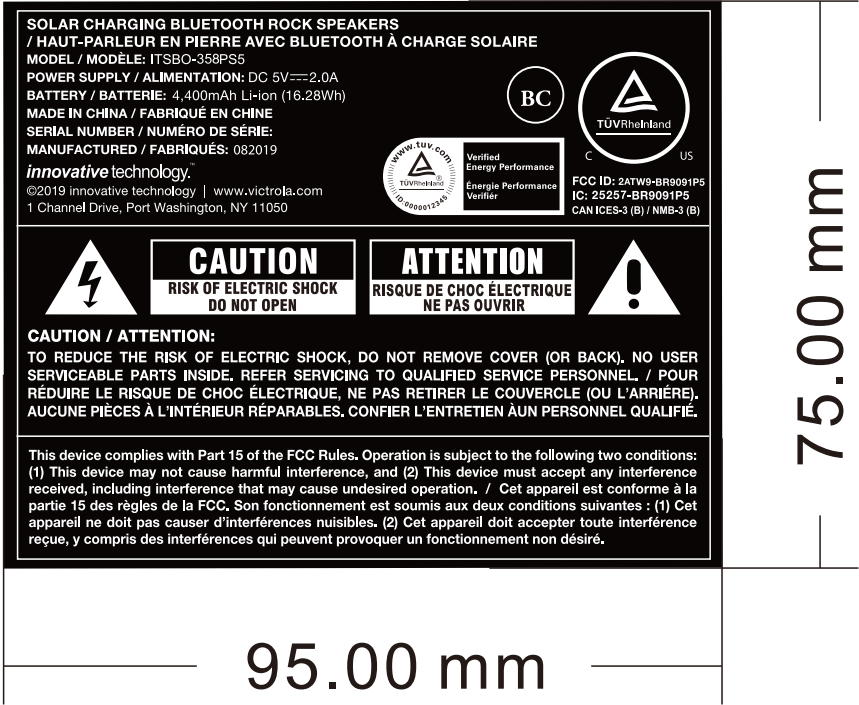 SOLAR CHARGING BLUETOOTH ROCK SPEAKERS
/ HAUT-PARLEUR EN PIERRE AVEC BLUETOOTH À CHARGE SOLAIRE
MODEL / MODÈLE: ITSBO-358PS5
POWER SUPPLY / ALIMENTATION: DC 5V⎓2.0A
BATTERY / BATTERIE: 4,400mAh Li-ion (16.28Wh)
MADE IN CHINA / FABRIQUÉ EN CHINE
SERIAL NUMBER / NUMÉRO DE SÉRIE:
MANUFACTURED / FABRIQUÉS: 082019
innovative technology.™
©2019 innovative technology | www.victrola.com
1 Channel Drive, Port Washington, NY 11050
BC
TÜVRheinland
C US
www.tuv.com
TÜVRheinland®
ID:0000012345
Verified
Energy Performance
Énergie Performance
Verifiér
FCC ID: 2ATW9-BR9091P5
IC: 25257-BR9091P5
CAN ICES-3 (B) / NMB-3 (B)
CAUTION
RISK OF ELECTRIC SHOCK
DO NOT OPEN
ATTENTION
RISQUE DE CHOC ÉLECTRIQUE
NE PAS OUVRIR
CAUTION / ATTENTION:
TO REDUCE THE RISK OF ELECTRIC SHOCK, DO NOT REMOVE COVER (OR BACK). NO USER
SERVICEABLE PARTS INSIDE. REFER SERVICING TO QUALIFIED SERVICE PERSONNEL. / POUR
RÉDUIRE LE RISQUE DE CHOC ÉLECTRIQUE, NE PAS RETIRER LE COUVERCLE (OU L'ARRIÉRE).
AUCUNE PIÈCES À L'INTÉRIEUR RÉPARABLES. CONFIER L'ENTRETIEN ÀUN PERSONNEL QUALIFIÉ.
This device complies with Part 15 of the FCC Rules. Operation is subject to the following two conditions:
(1) This device may not cause harmful interference, and (2) This device must accept any interference
received, including interference that may cause undesired operation. / Cet appareil est conforme à la
partie 15 des règles de la FCC. Son fonctionnement est soumis aux deux conditions suivantes : (1) Cet
appareil ne doit pas causer d'interférences nuisibles. (2) Cet appareil doit accepter toute interférence
reçue, y compris des interférences qui peuvent provoquer un fonctionnement non désiré.
75.00 mm
95.00 mm